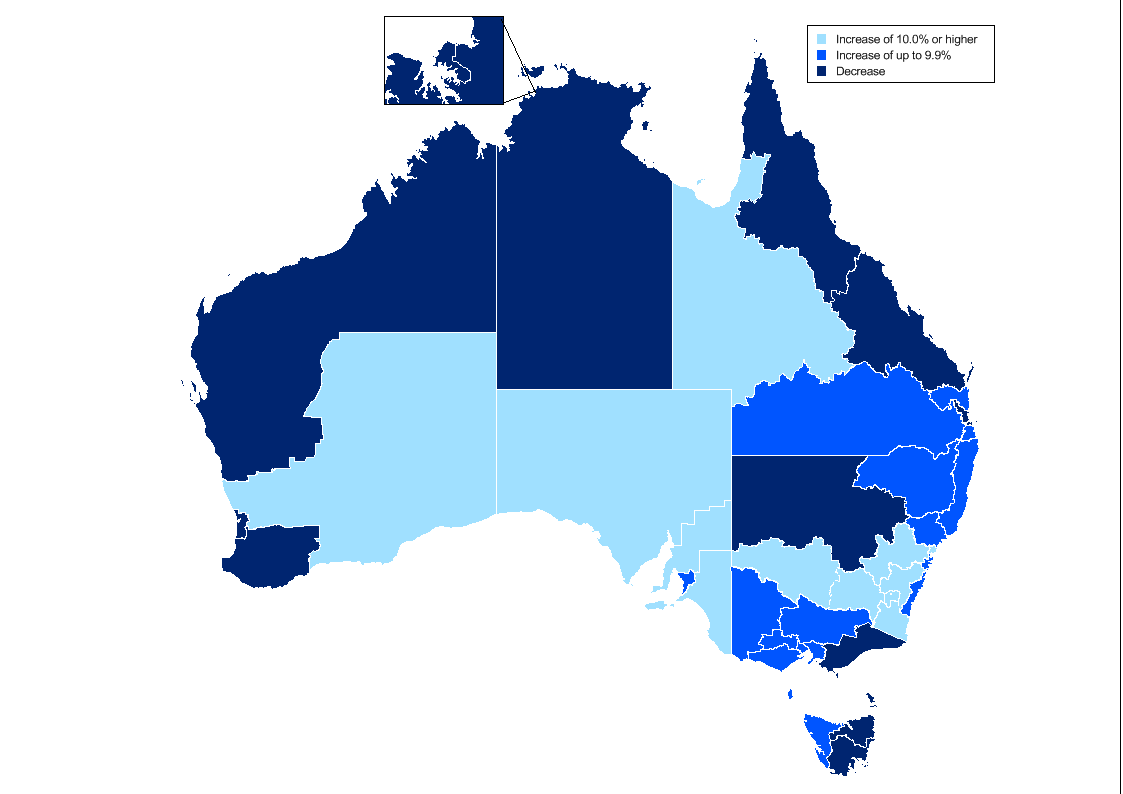 Increase of 10.0% or higher
Increase of up to 9.9%
Decrease